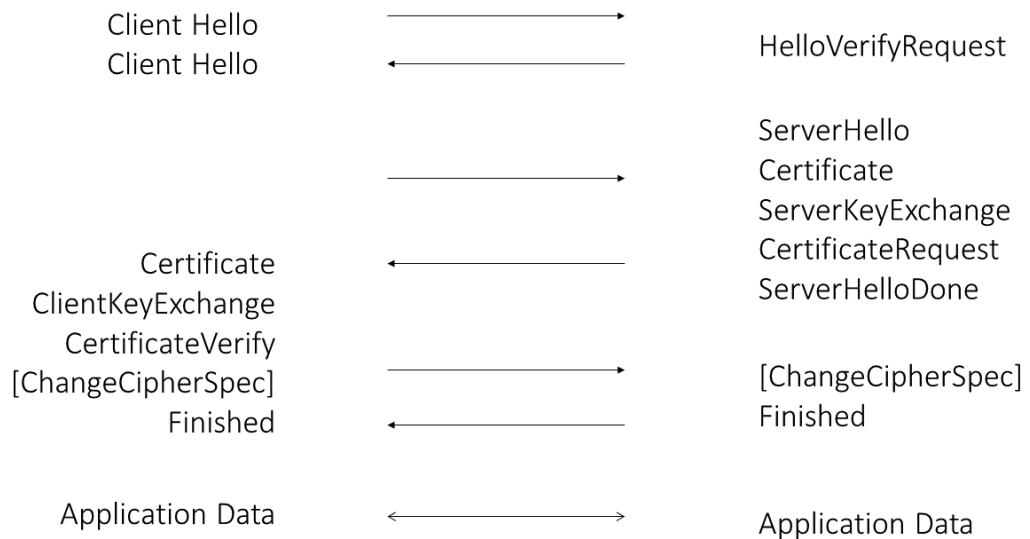 Client Hello
HelloVerifyRequest
Client Hello
ServerHello
Certificate
ServerKeyExchange
CertificateRequest
ServerHelloDone
Certificate
ClientKeyExchange
CertificateVerify
[ChangeCipherSpec]
Finished
[ChangeCipherSpec]
Finished
Application Data
Application Data